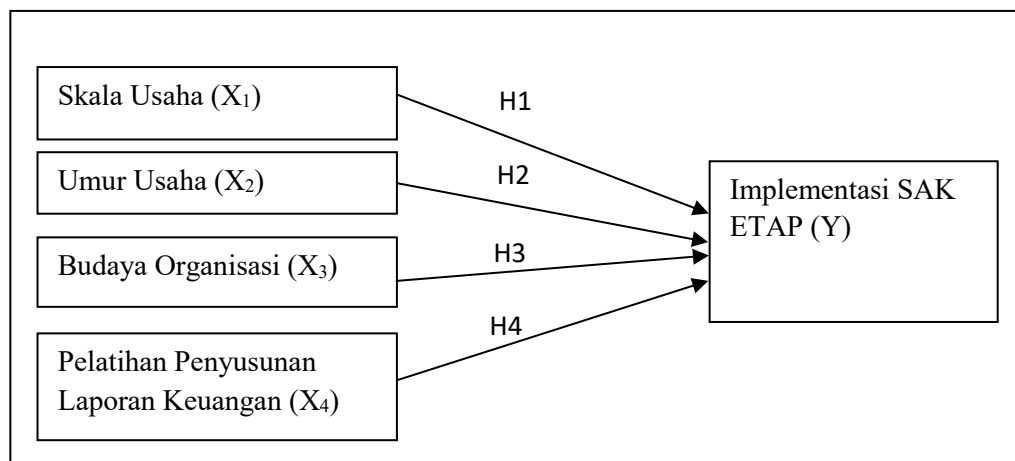 Skala Usaha (X₁)
H1
Umur Usaha (X₂)
H2
Budaya Organisasi (X₃)
H3
Pelatihan Penyusunan
Laporan Keuangan (X₄)
H4
Implementasi SAK
ETAP (Y)